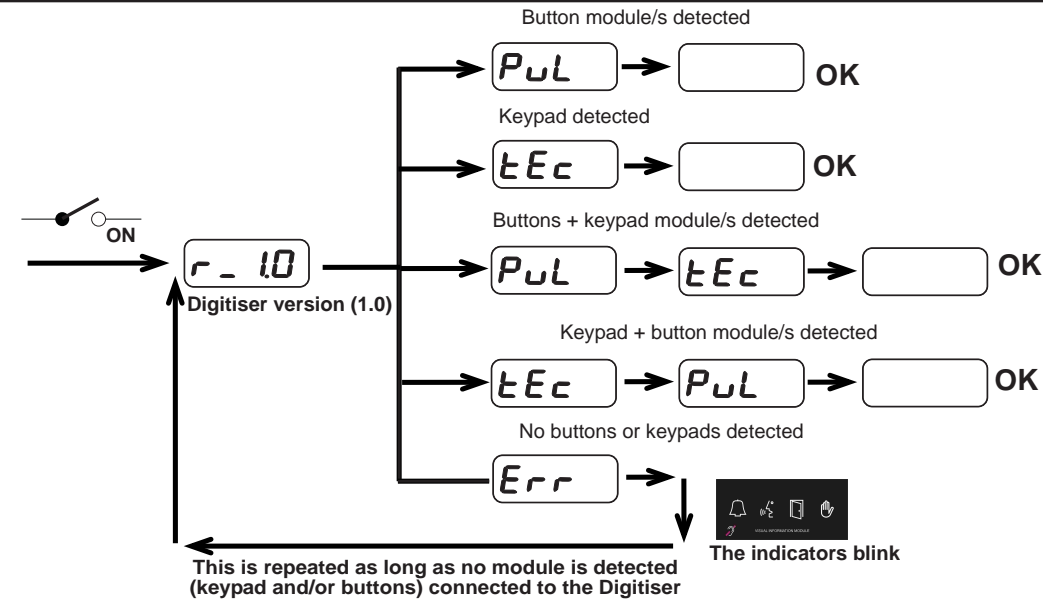 Button module/s detected
PuL
OK
Keypad detected
tEc
OK
ON
Buttons + keypad module/s detected
r_ 1.0
PuL
tEc
OK
Digitiser version (1.0)
Keypad + button module/s detected
tEc
PuL
OK
No buttons or keypads detected
Err
VISUAL INFORMATION MODULE
The indicators blink
This is repeated as long as no module is detected
(keypad and/or buttons) connected to the Digitiser